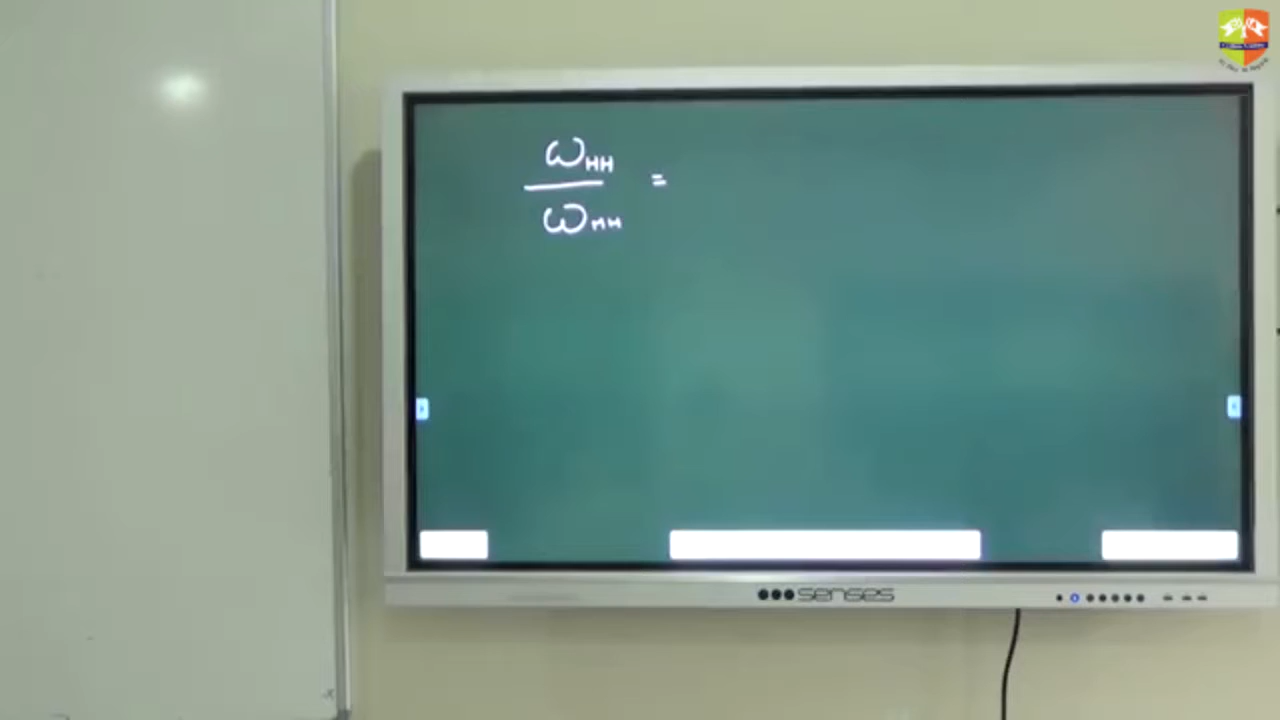 ω_HH / ω_MH =
senses